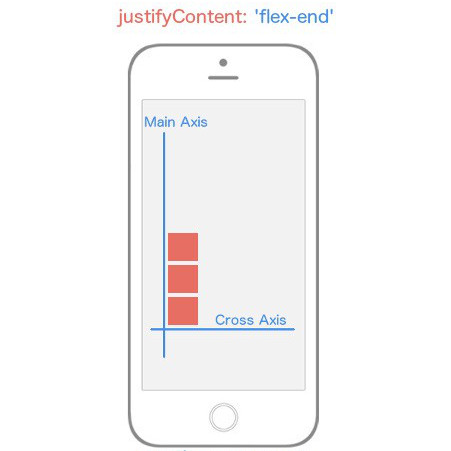 justifyContent: 'flex-end'
Main Axis
Cross Axis